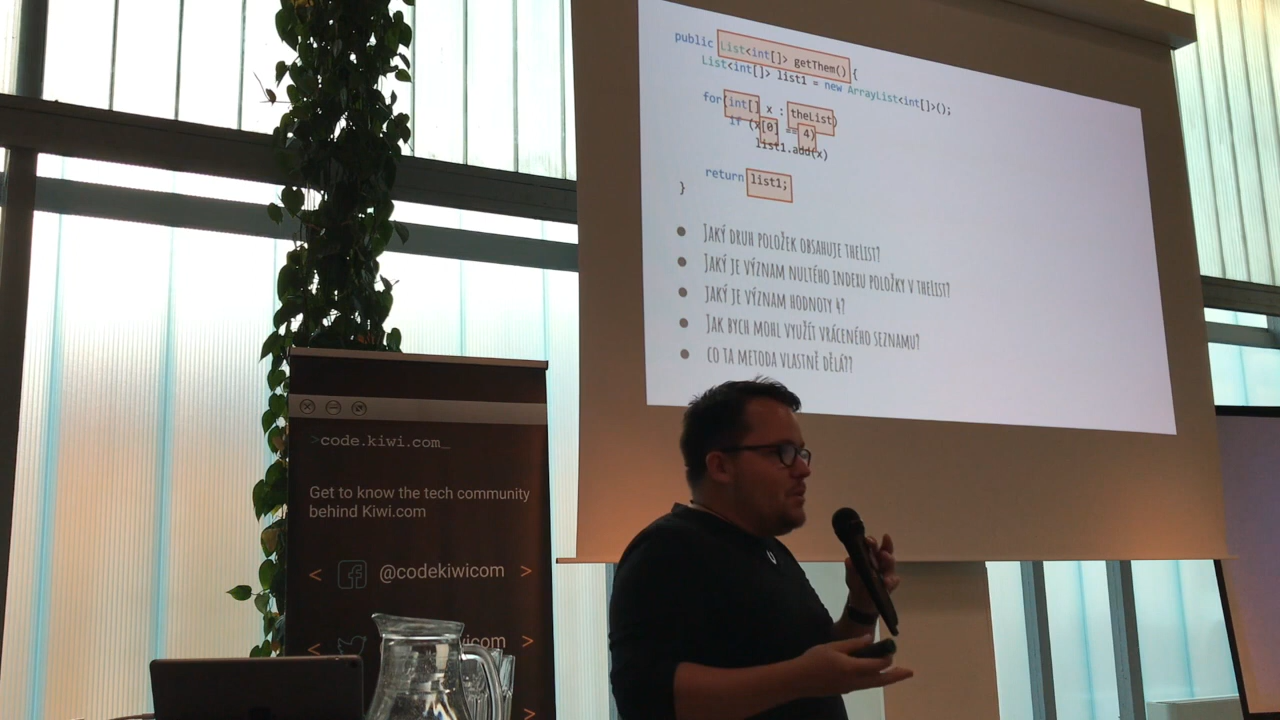 public List<int[]> getThem() {
List<int[]> list1 = new ArrayList<int[]>();
for(int[] x : theList)
if (x[0] == 4)
list1.add(x)
return list1;
}
● JAKÝ DRUH POLOŽEK OBSAHUJE THELIST?
● JAKÝ JE VÝZNAM NULTÉHO INDEXU POLOŽKY V THELIST?
● JAKÝ JE VÝZNAM HODNOTY 4?
● JAK BYCH MOHL VYUŽÍT VRÁCENÉHO SEZNAMU?
● CO TA METODA VLASTNĚ DĚLÁ??
>code.kiwi.com_
Get to know the tech community
behind Kiwi.com
< @codekiwicom >
< wicom >
>